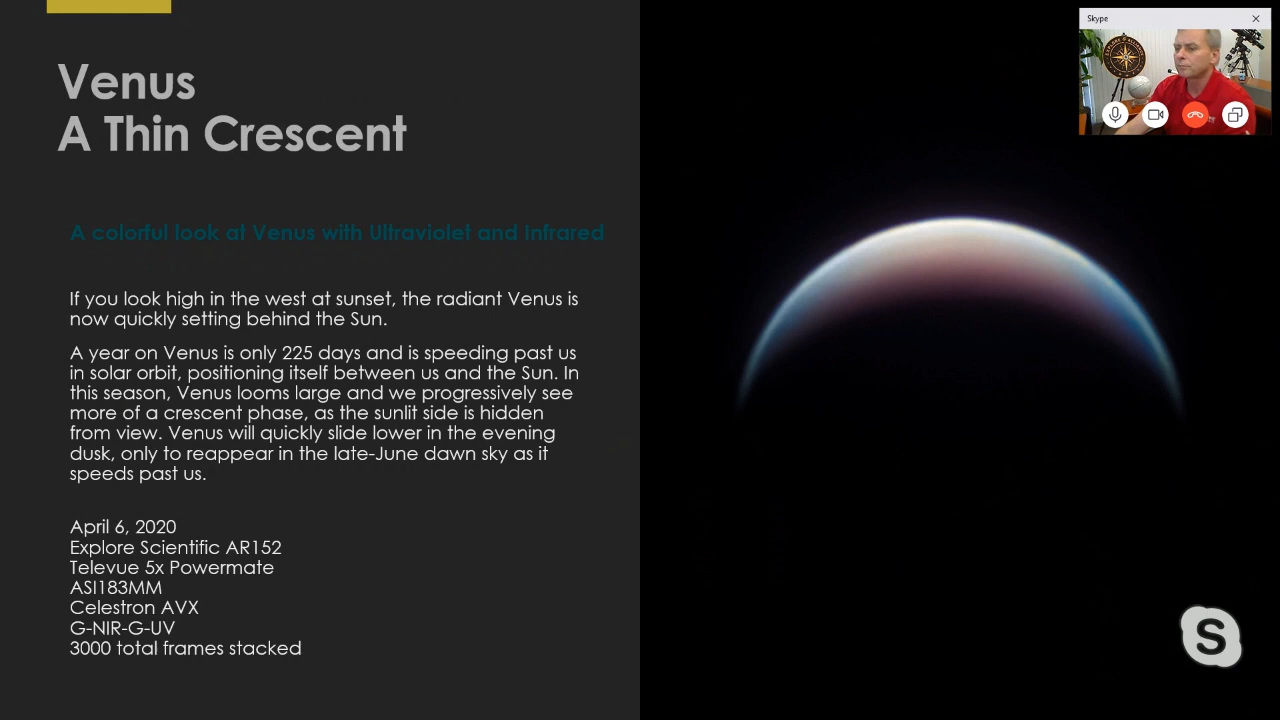 Venus
A Thin Crescent
A colorful look at Venus with Ultraviolet and Infrared
If you look high in the west at sunset, the radiant Venus is
now quickly setting behind the Sun.
A year on Venus is only 225 days and is speeding past us
in solar orbit, positioning itself between us and the Sun. In
this season, Venus looms large and we progressively see
more of a crescent phase, as the sunlit side is hidden
from view. Venus will quickly slide lower in the evening
dusk, only to reappear in the late-June dawn sky as it
speeds past us.
April 6, 2020
Explore Scientific AR152
Televue 5x Powermate
ASI183MM
Celestron AVX
G-NIR-G-UV
3000 total frames stacked
Skype
EXPLORE ALLIANCE
S